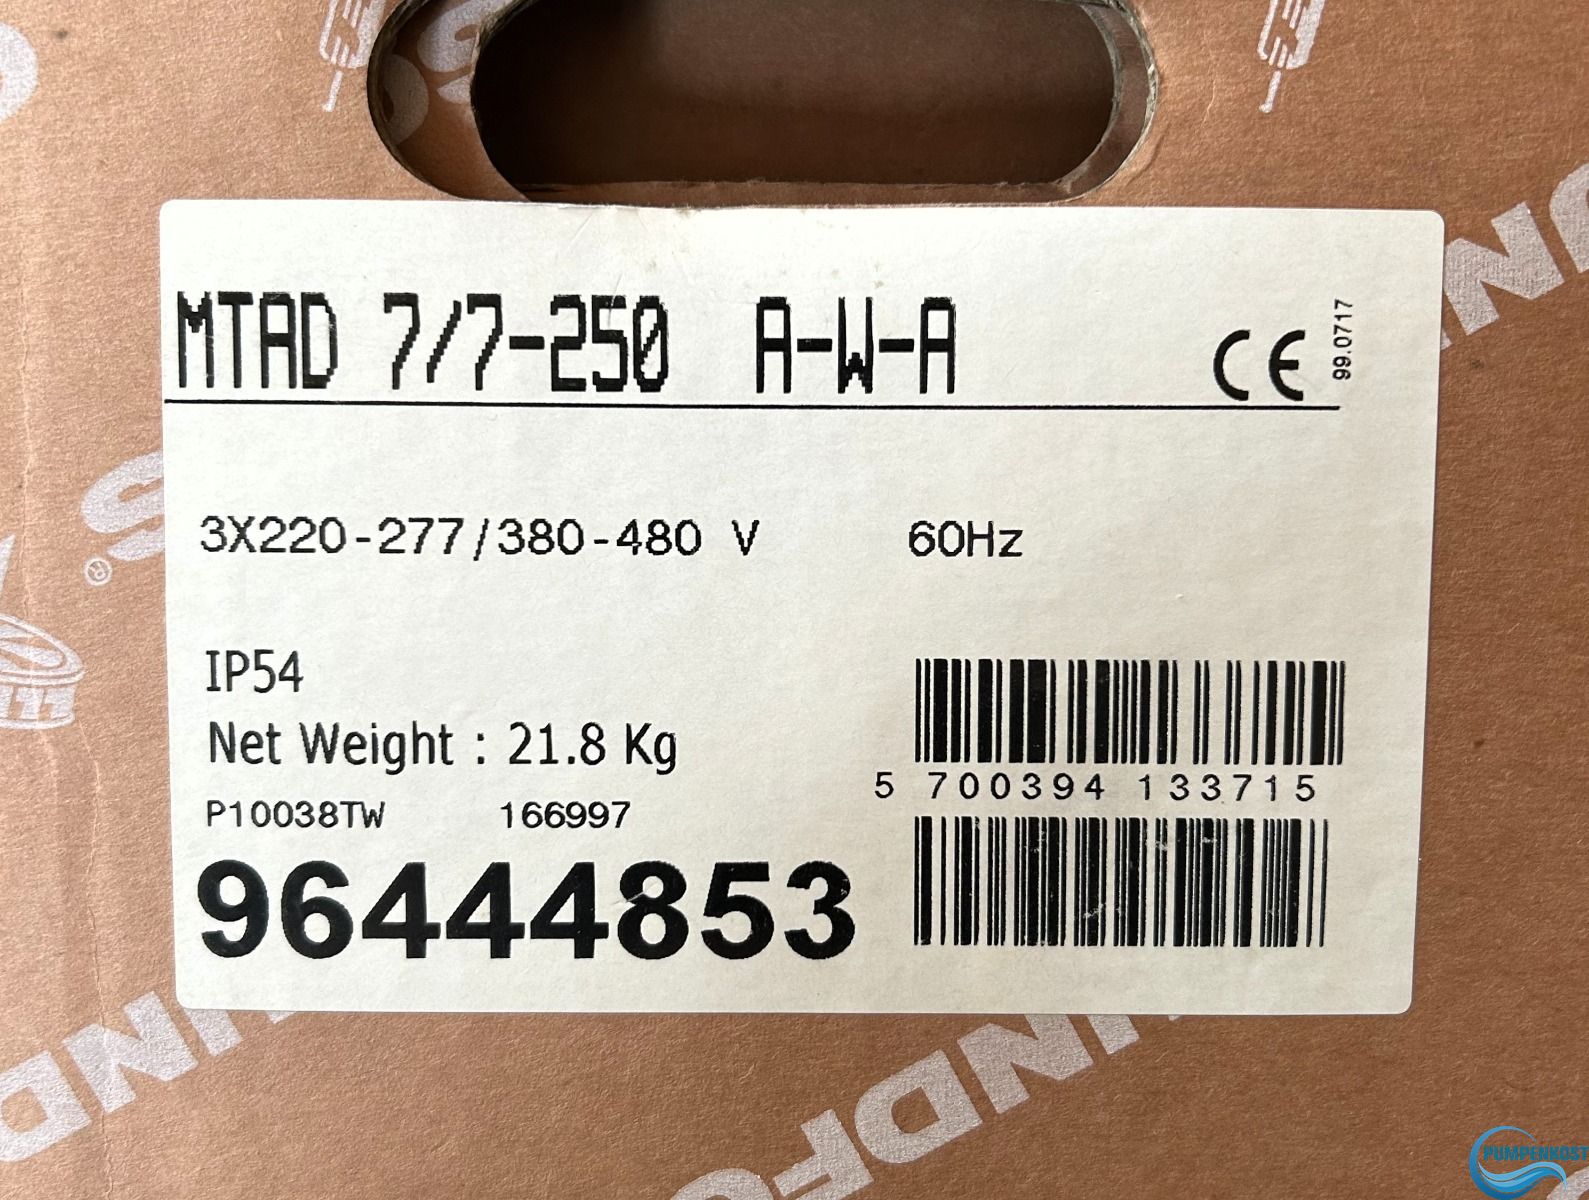 MTAD 7/7-250 A-W-A
CE
99.0717
3X220-277/380-480 V 60Hz
IP54
Net Weight : 21.8 Kg
5 700394 133715
P10038TW 166997
96444853
®
PUMPENKOST